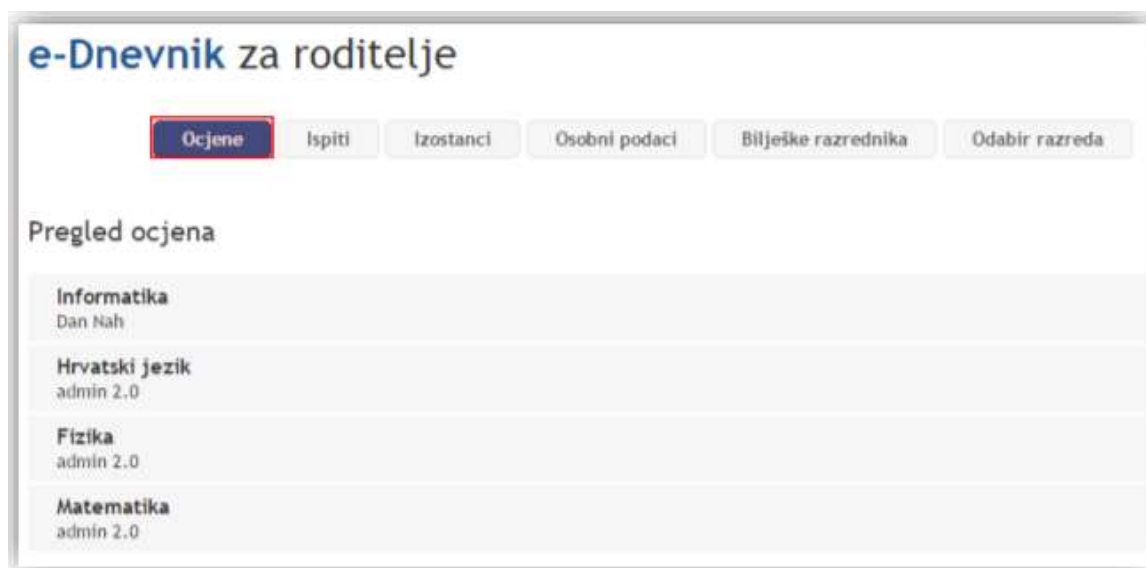 e-Dnevnik za roditelje
Ocjene Ispiti Izostanci Osobni podaci Bilješke razrednika Odabir razreda
Pregled ocjena
Informatika
Dan Nah
Hrvatski jezik
admin 2.0
Fizika
admin 2.0
Matematika
admin 2.0